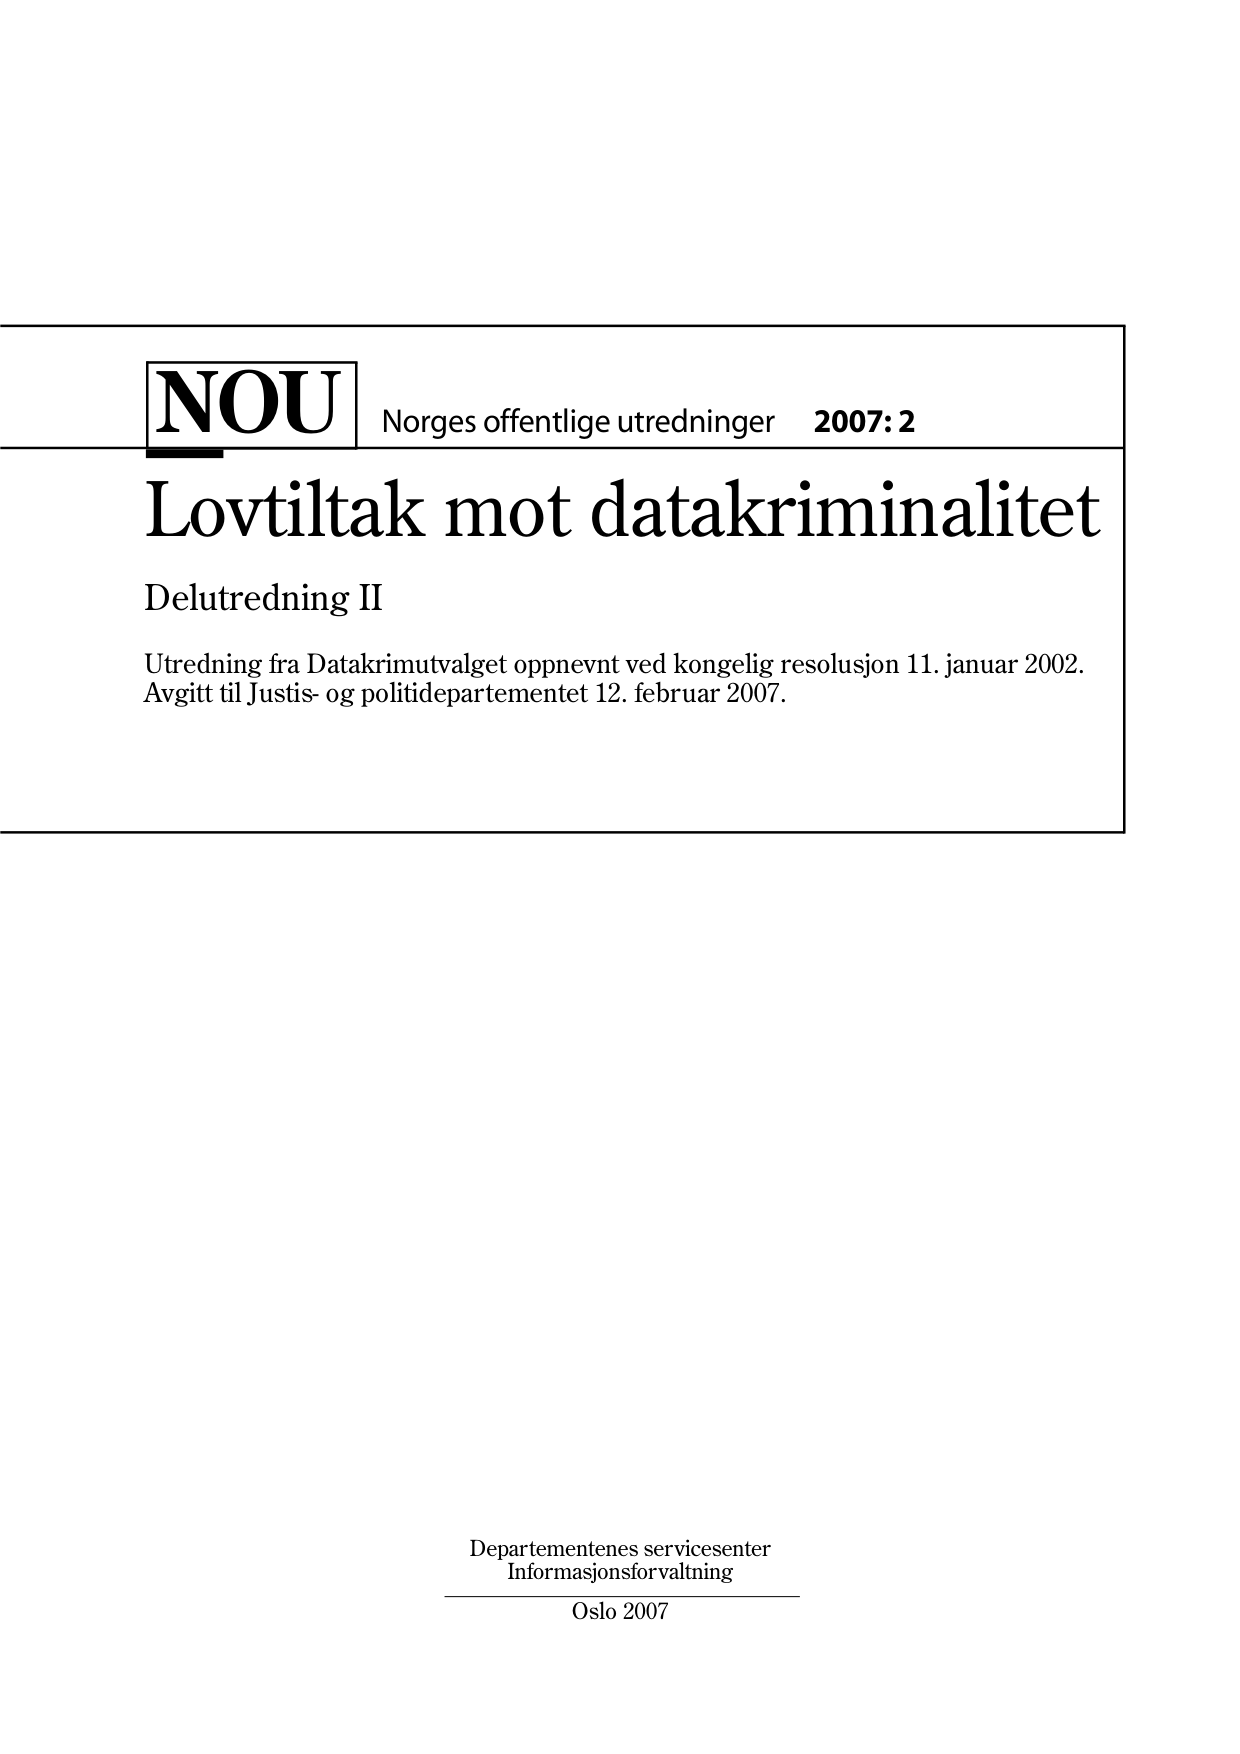 NOU Norges offentlige utredninger 2007: 2
Lovtiltak mot datakriminalitet
Delutredning II
Utredning fra Datakrimutvalget oppnevnt ved kongelig resolusjon 11. januar 2002.
Avgitt til Justis- og politidepartementet 12. februar 2007.
Departementenes servicesenter
Informasjonsforvaltning
Oslo 2007